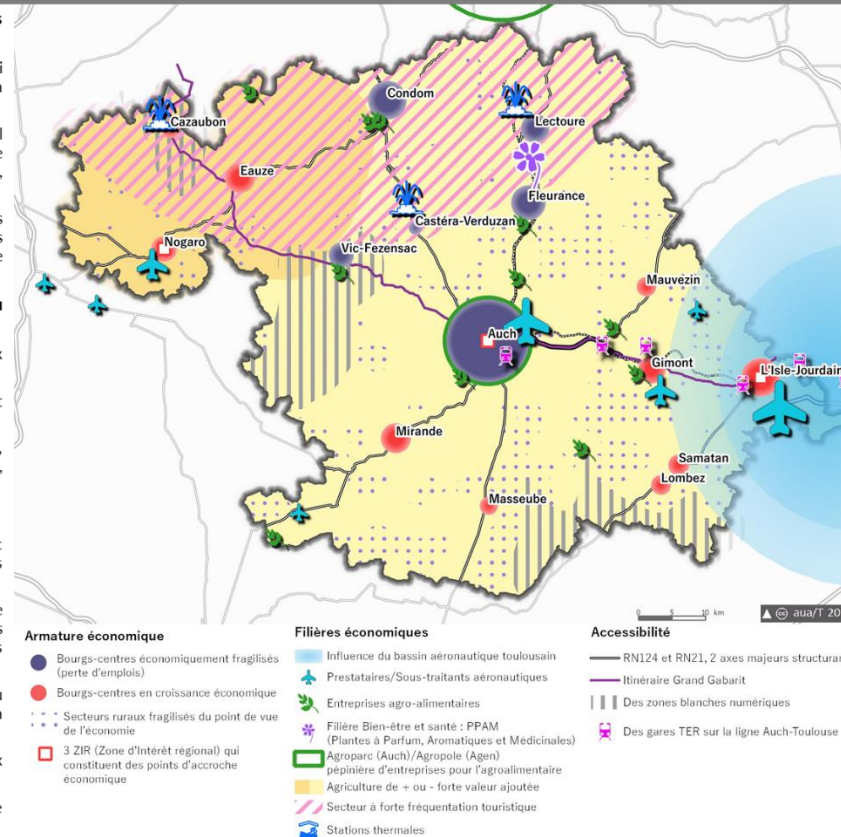 Condom
Cazaubon
Lectoure
Eauze
Fleurance
Castéra-Verduzan
Nogaro
Vic-Fezensac
Mauvezin
Auch
Gimont
L'Isle-Jourdain
Mirande
Samatan
Lombez
Masseube
0 5 10 km
aua/T 20
Armature économique
Bourgs-centres économiquement fragilisés
(perte d'emplois)
Bourgs-centres en croissance économique
Secteurs ruraux fragilisés du point de vue
de l'économie
3 ZIR (Zone d'Intérêt régional) qui
constituent des points d'accroche
économique
Filières économiques
Influence du bassin aéronautique toulousain
Prestataires/Sous-traitants aéronautiques
Entreprises agro-alimentaires
Filière Bien-être et santé : PPAM
(Plantes à Parfum, Aromatiques et Médicinales)
Agroparc (Auch)/Agropole (Agen)
pépinière d'entreprises pour l'agroalimentaire
Agriculture de + ou - forte valeur ajoutée
Secteur à forte fréquentation touristique
Stations thermales
Accessibilité
RN124 et RN21, 2 axes majeurs structuran
Itinéraire Grand Gabarit
Des zones blanches numériques
Des gares TER sur la ligne Auch-Toulouse